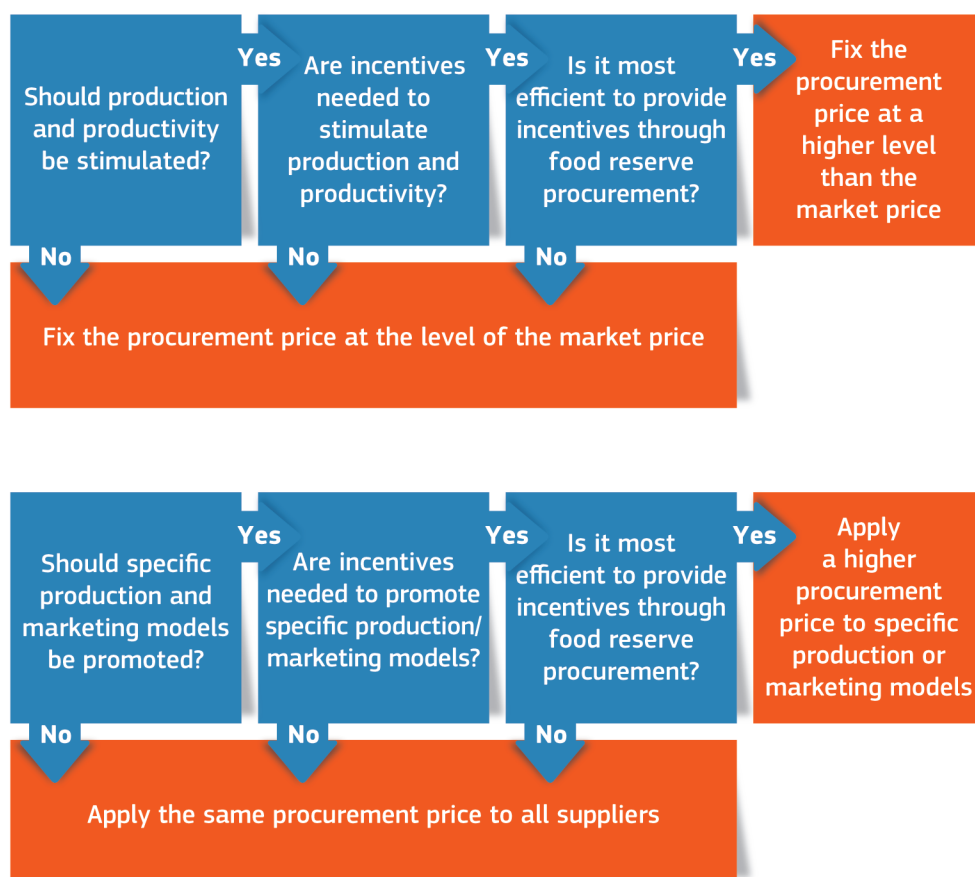 Should production
and productivity
be stimulated?
Yes
Are incentives
needed to
stimulate
production and
productivity?
Yes
Is it most
efficient to provide
incentives through
food reserve
procurement?
Yes
Fix the
procurement
price at a
higher level
than the
market price
No
No
No
Fix the procurement price at the level of the market price
Should specific
production and
marketing models
be promoted?
Yes
Are incentives
needed to promote
specific production/
marketing models?
Yes
Is it most
efficient to provide
incentives through
food reserve
procurement?
Yes
Apply
a higher
procurement
price to specific
production or
marketing models
No
No
No
Apply the same procurement price to all suppliers